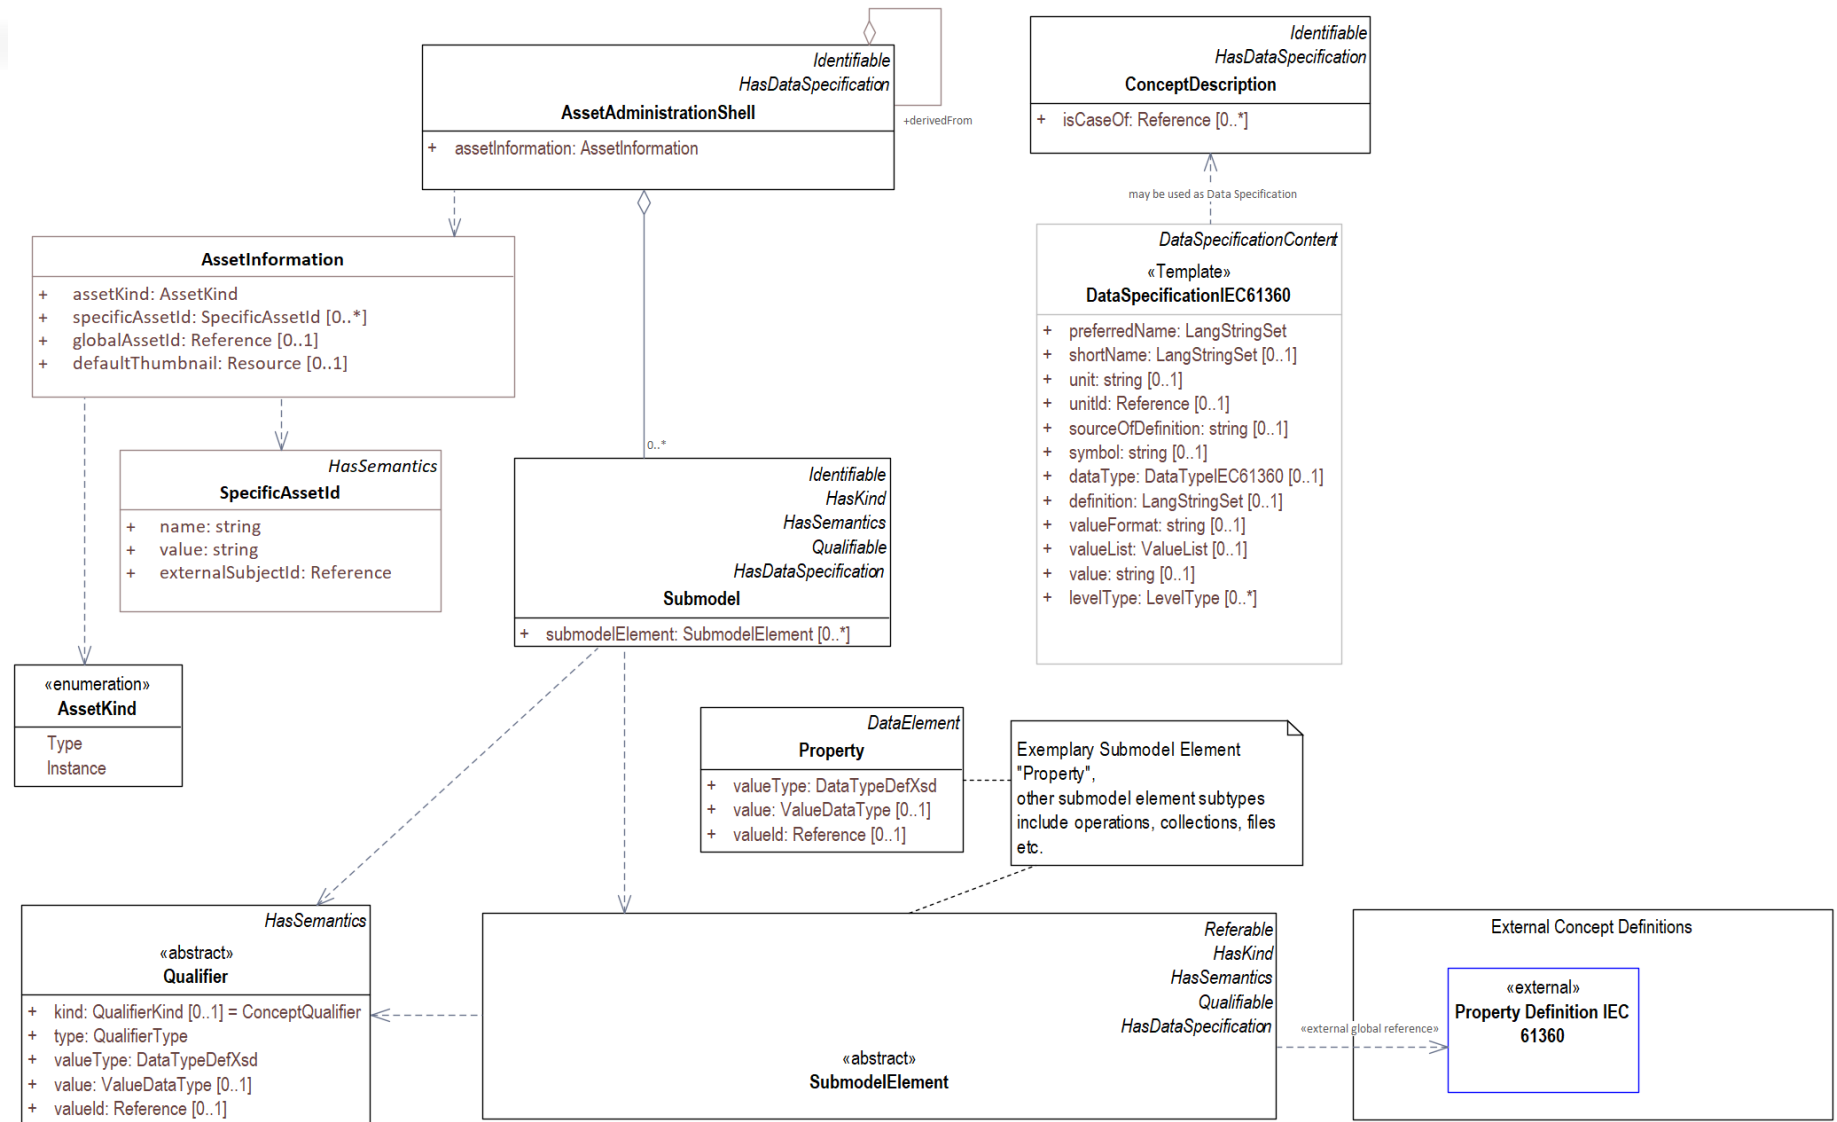 Identifiable
HasDataSpecification
AssetAdministrationShell
+ assetInformation: AssetInformation
+derivedFrom
Identifiable
HasDataSpecification
ConceptDescription
+ isCaseOf: Reference [0..*]
may be used as Data Specification
AssetInformation
+ assetKind: AssetKind
+ specificAssetId: SpecificAssetId [0..*]
+ globalAssetId: Reference [0..1]
+ defaultThumbnail: Resource [0..1]
DataSpecificationContent
«Template»
DataSpecificationIEC61360
+ preferredName: LangStringSet
+ shortName: LangStringSet [0..1]
+ unit: string [0..1]
+ unitId: Reference [0..1]
+ sourceOfDefinition: string [0..1]
+ symbol: string [0..1]
+ dataType: DataTypeIEC61360 [0..1]
+ definition: LangStringSet [0..1]
+ valueFormat: string [0..1]
+ valueList: ValueList [0..1]
+ value: string [0..1]
+ levelType: LevelType [0..*]
HasSemantics
SpecificAssetId
+ name: string
+ value: string
+ externalSubjectId: Reference
0..*
Identifiable
HasKind
HasSemantics
Qualifiable
HasDataSpecification
Submodel
+ submodelElement: SubmodelElement [0..*]
«enumeration»
AssetKind
Type
Instance
DataElement
Property
+ valueType: DataTypeDefXsd
+ value: ValueDataType [0..1]
+ valueId: Reference [0..1]
Exemplary Submodel Element
"Property",
other submodel element subtypes
include operations, collections, files
etc.
HasSemantics
«abstract»
Qualifier
+ kind: QualifierKind [0..1] = ConceptQualifier
+ type: QualifierType
+ valueType: DataTypeDefXsd
+ value: ValueDataType [0..1]
+ valueId: Reference [0..1]
Referable
HasKind
HasSemantics
Qualifiable
HasDataSpecification
«abstract»
SubmodelElement
«external global reference»
External Concept Definitions
«external»
Property Definition IEC
61360